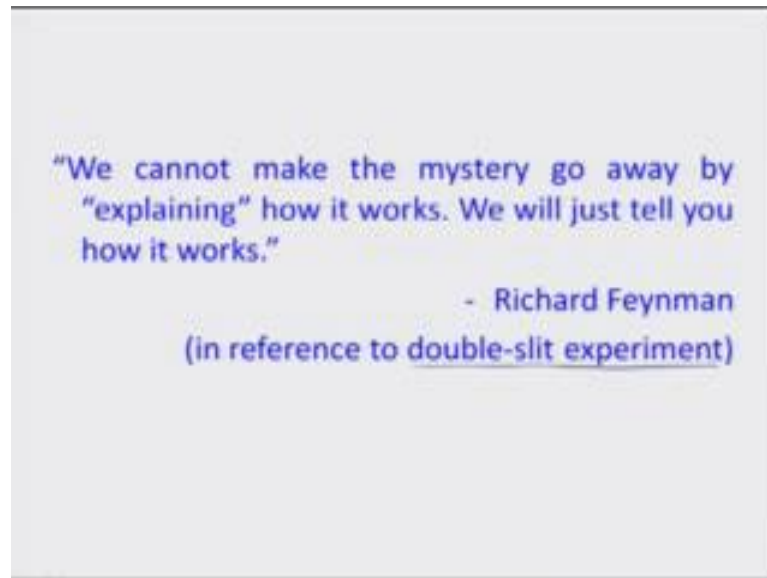 “We cannot make the mystery go away by
“explaining” how it works. We will just tell you
how it works.”
- Richard Feynman
(in reference to double-slit experiment)